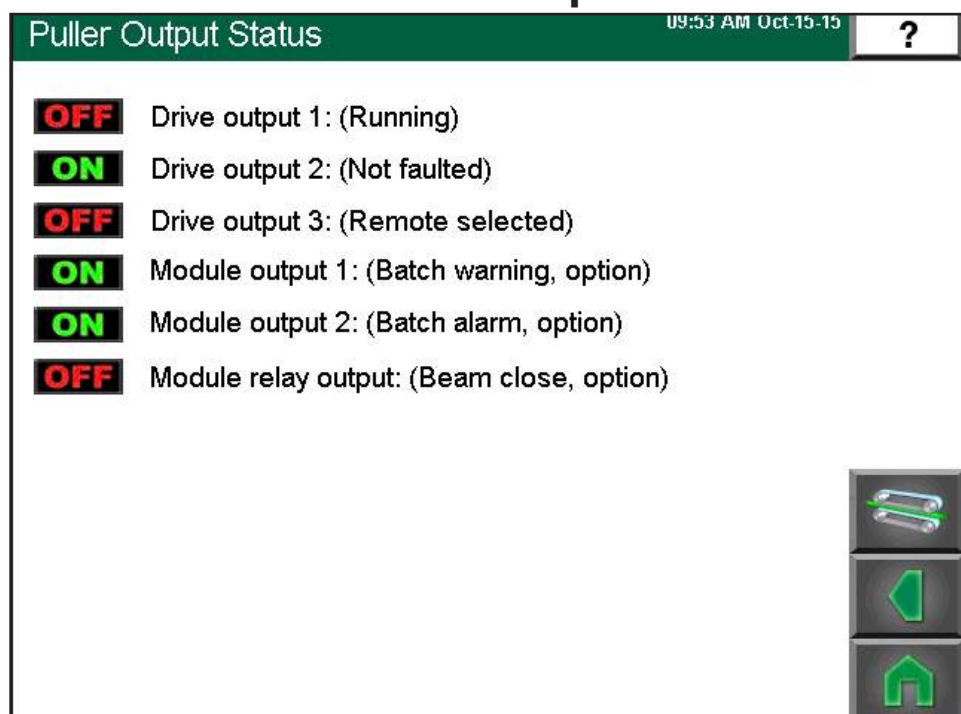 Puller Output Status
09:53 AM Oct-15-15
?
OFF Drive output 1: (Running)
ON Drive output 2: (Not faulted)
OFF Drive output 3: (Remote selected)
ON Module output 1: (Batch warning, option)
ON Module output 2: (Batch alarm, option)
OFF Module relay output: (Beam close, option)